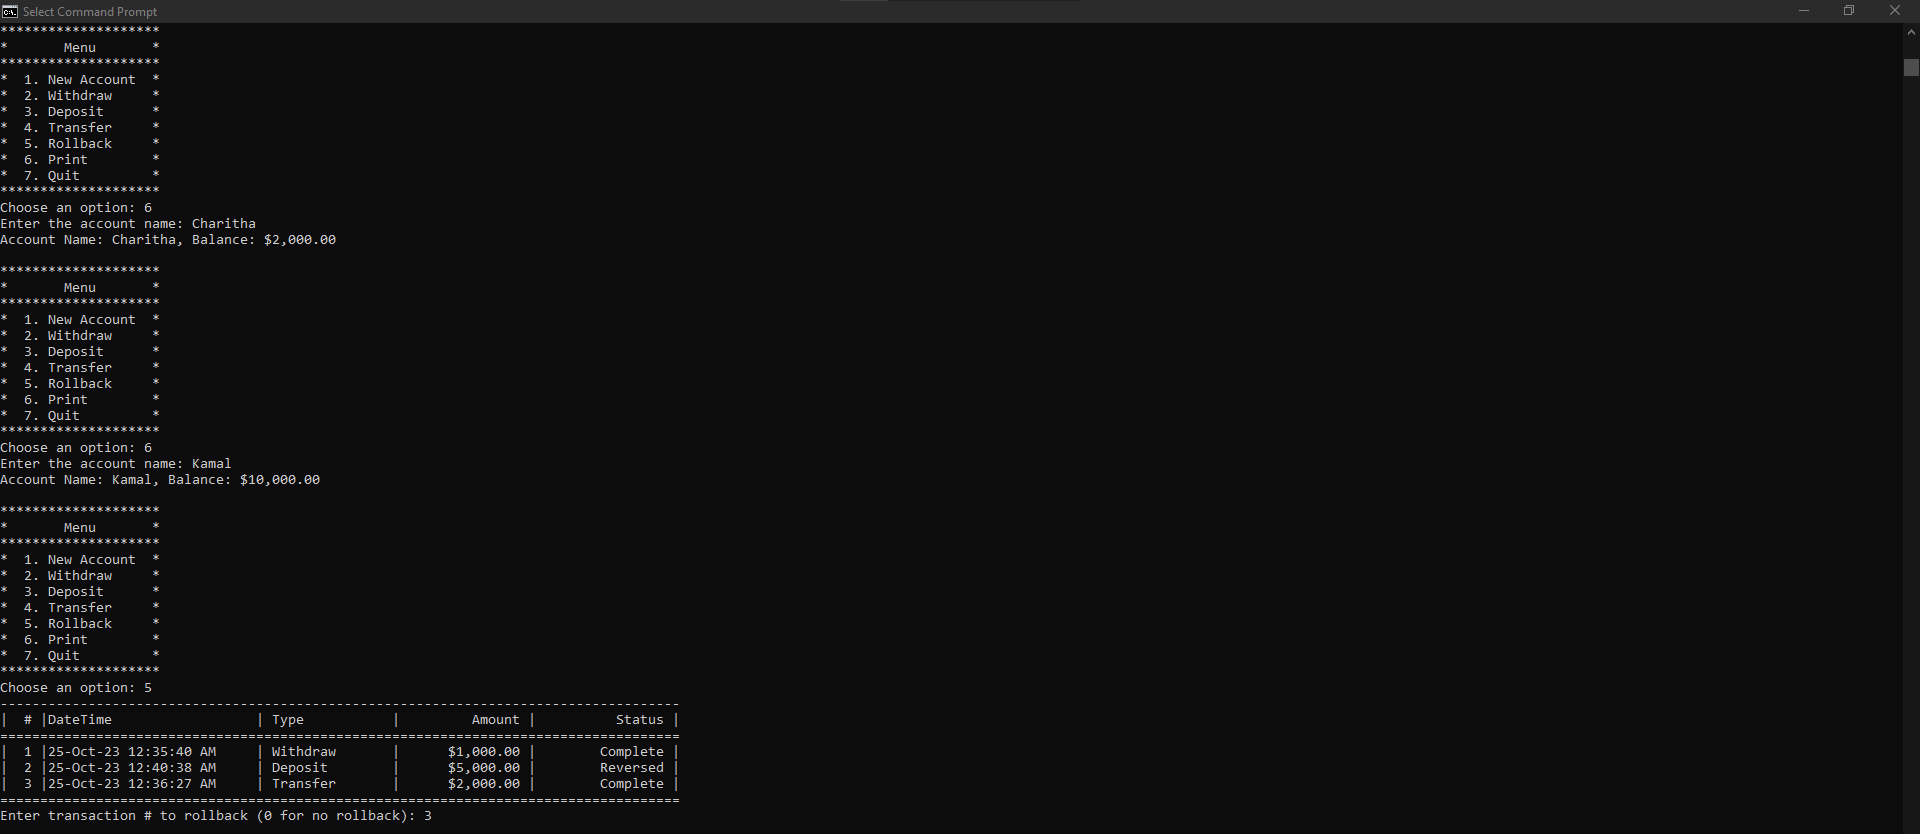 Select Command Prompt
********************
*       Menu       *
********************
*  1. New Account  *
*  2. Withdraw     *
*  3. Deposit      *
*  4. Transfer     *
*  5. Rollback     *
*  6. Print        *
*  7. Quit         *
********************
Choose an option: 6
Enter the account name: Charitha
Account Name: Charitha, Balance: $2,000.00
********************
*       Menu       *
********************
*  1. New Account  *
*  2. Withdraw     *
*  3. Deposit      *
*  4. Transfer     *
*  5. Rollback     *
*  6. Print        *
*  7. Quit         *
********************
Choose an option: 6
Enter the account name: Kamal
Account Name: Kamal, Balance: $10,000.00
********************
*       Menu       *
********************
*  1. New Account  *
*  2. Withdraw     *
*  3. Deposit      *
*  4. Transfer     *
*  5. Rollback     *
*  6. Print        *
*  7. Quit         *
********************
Choose an option: 5
-------------------------------------------------------------------------------------
|  # |DateTime                  | Type           |         Amount |          Status |
=====================================================================================
|  1 |25-Oct-23 12:35:40 AM     | Withdraw       |      $1,000.00 |        Complete |
|  2 |25-Oct-23 12:40:38 AM     | Deposit        |      $5,000.00 |        Reversed |
|  3 |25-Oct-23 12:36:27 AM     | Transfer       |      $2,000.00 |        Complete |
=====================================================================================
Enter transaction # to rollback (0 for no rollback): 3